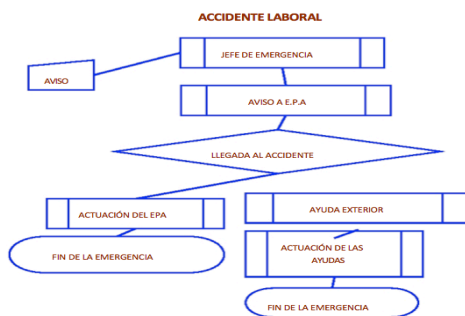 ACCIDENTE LABORAL
JEFE DE EMERGENCIA
AVISO
AVISO A E.P.A
LLEGADA AL ACCIDENTE
ACTUACIÓN DEL EPA
AYUDA EXTERIOR
FIN DE LA EMERGENCIA
ACTUACIÓN DE LAS
AYUDAS
FIN DE LA EMERGENCIA